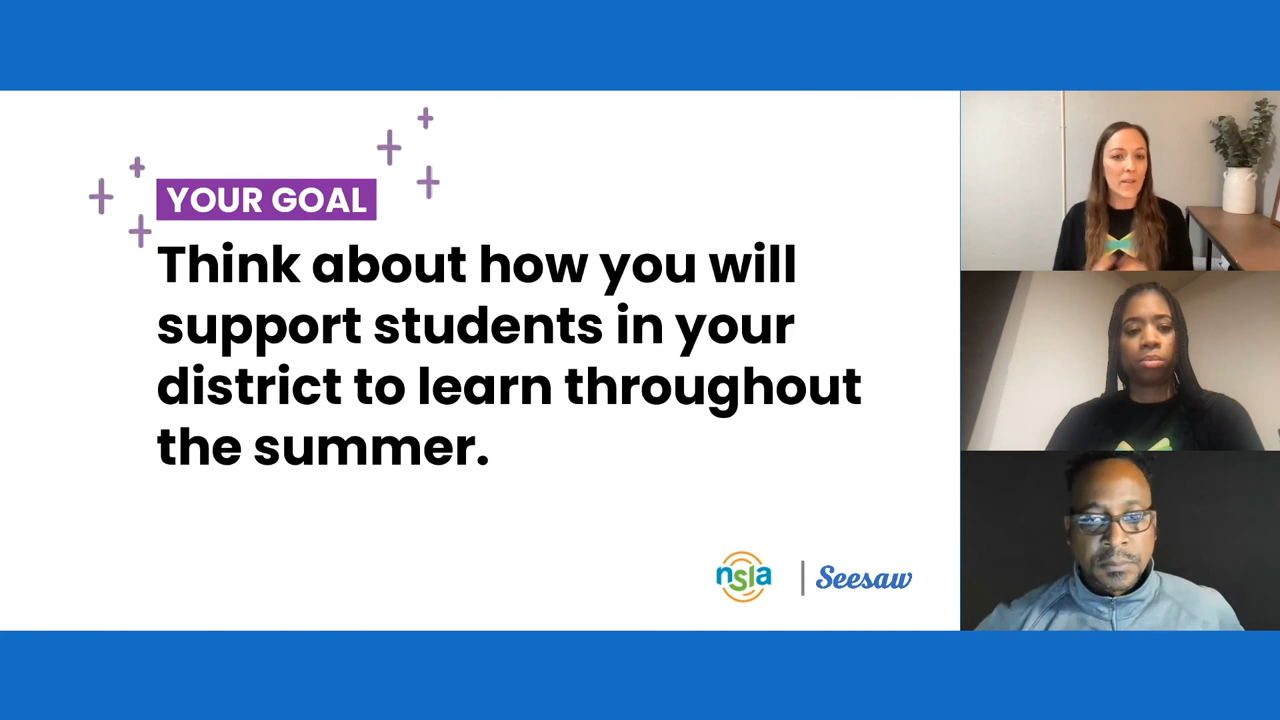 YOUR GOAL
Think about how you will
support students in your
district to learn throughout
the summer.
nsla | Seesaw